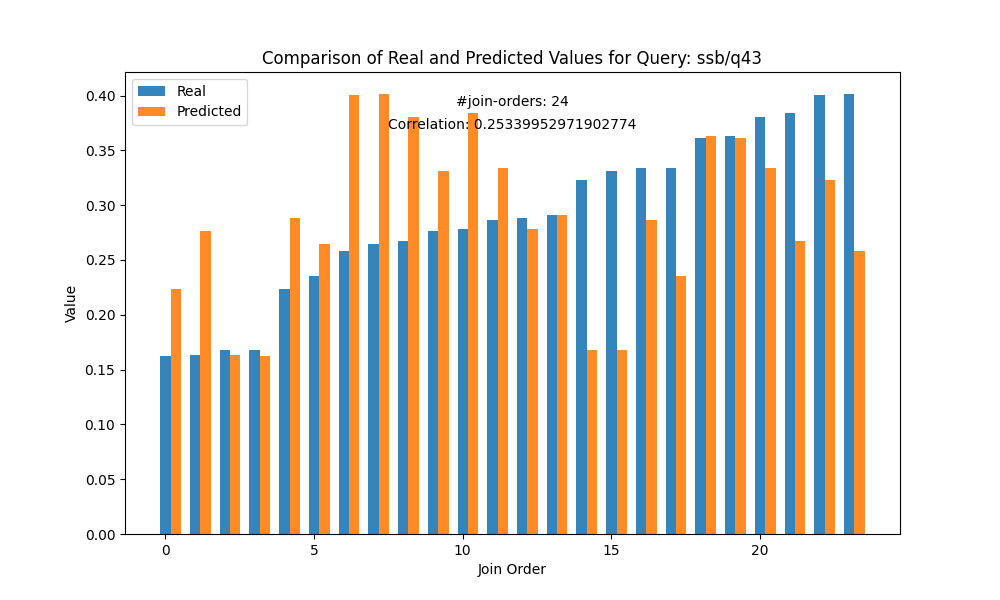 Comparison of Real and Predicted Values for Query: ssb/q43
Real
Predicted
#join-orders: 24
Correlation: 0.25339952971902774
0.40
0.35
0.30
0.25
0.20
0.15
0.10
0.05
0.00
Value
0 5 10 15 20
Join Order